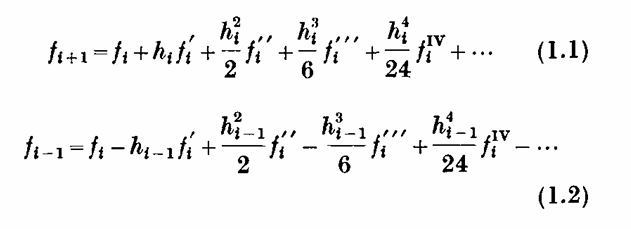 f_{i+1}=f_i+h_i f_i'+\frac{h_i^2}{2} f_i''+\frac{h_i^3}{6} f_i'''+\frac{h_i^4}{24} f_i^{IV}+⋯ (1.1)
f_{i-1}=f_i-h_{i-1} f_i'+\frac{h_{i-1}^2}{2} f_i''-\frac{h_{i-1}^3}{6} f_i'''+\frac{h_{i-1}^4}{24} f_i^{IV}-⋯
(1.2)